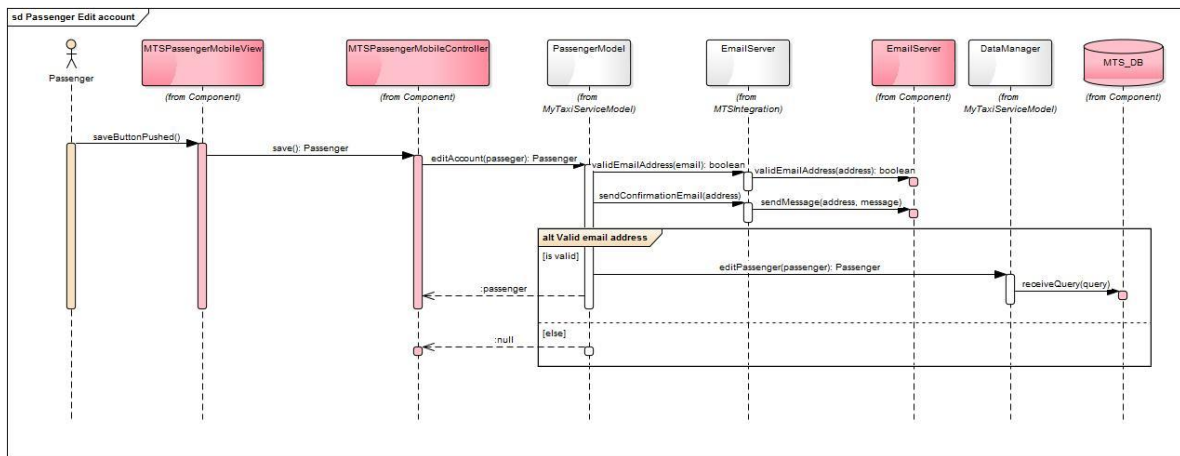 sd Passenger Edit account
Passenger
MTSPassengerMobileView
(from Component)
MTSPassengerMobileController
(from Component)
PassengerModel
(from
MyTaxiServiceModel)
EmailServer
(from
MTSIntegration)
EmailServer
(from Component)
DataManager
(from
MyTaxiServiceModel)
MTS_DB
(from Component)
saveButtonPushed()
save(): Passenger
editAccount(passeger): Passenger
validEmailAddress(email): boolean
validEmailAddress(address): boolean
sendConfirmationEmail(address)
sendMessage(address, message)
alt Valid email address
[is valid]
editPassenger(passenger): Passenger
receiveQuery(query)
:passenger
[else]
:null